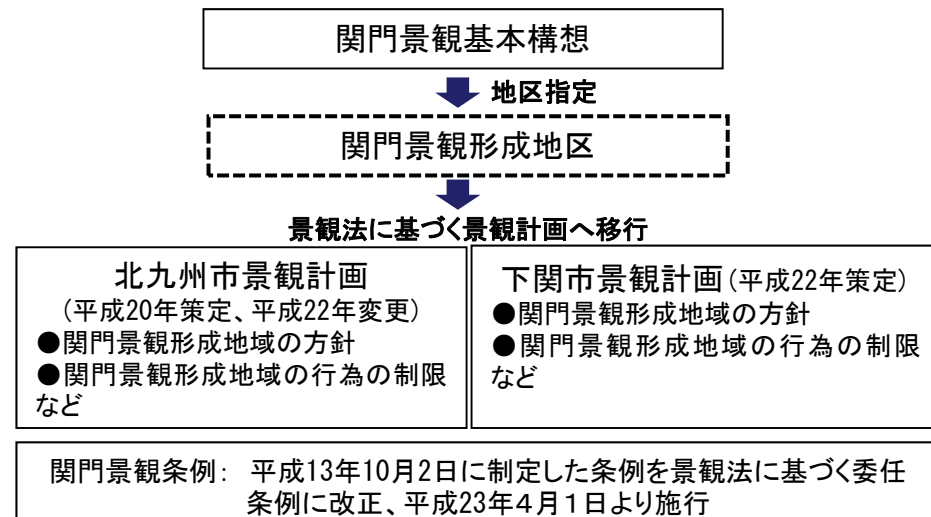 関門景観基本構想
地区指定
関門景観形成地区
景観法に基づく景観計画へ移行
北九州市景観計画
(平成20年策定、平成22年変更)
●関門景観形成地域の方針
●関門景観形成地域の行為の制限
など
下関市景観計画(平成22年策定)
●関門景観形成地域の方針
●関門景観形成地域の行為の制限
など
関門景観条例： 平成13年10月2日に制定した条例を景観法に基づく委任
条例に改正、平成23年４月１日より施行